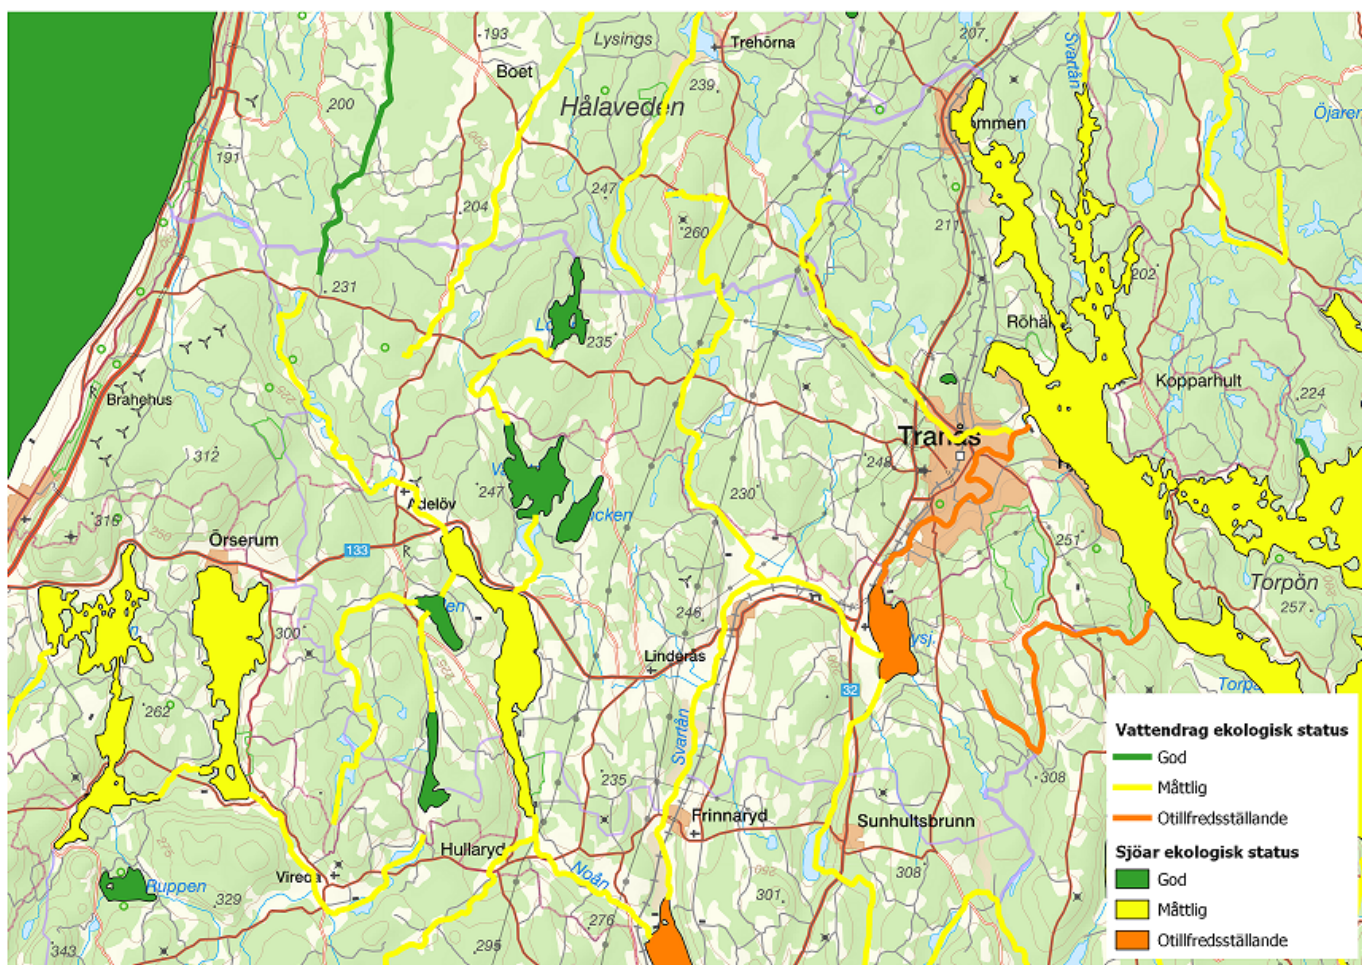 193
Lysings
Trehörna
207
Svartån
Boet
239
Hålaveden
200
Öjaren
191
247
204
260
211
202
231
235
Röhäl
Kopparhult
224
Brahehus
Tranås
312
247
248
Adelöv
230
316
133
Örserum
251
Torpön
257
246
300
Linderås
ysj.
32
262
Svartån
308
235
Frinnaryd
Sunhultsbrunn
Hullaryd
Vireda
Noån
308
Ruppen
329
301
276
343
295
Vattendrag ekologisk status
God
Måttlig
Otillfredsställande
Sjöar ekologisk status
God
Måttlig
Otillfredsställande